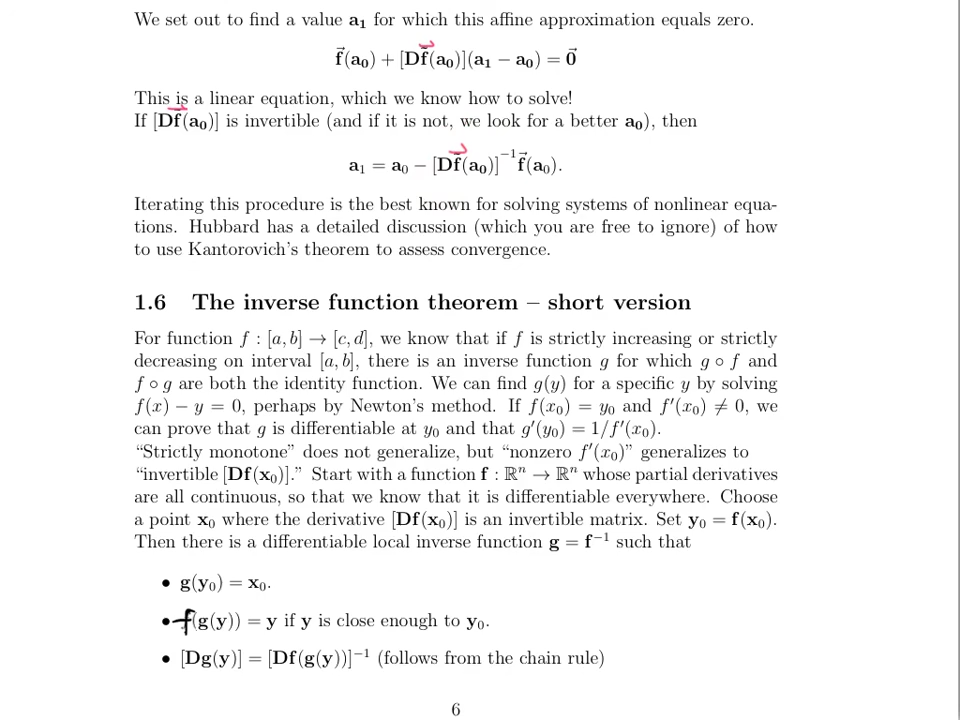 We set out to find a value a₁ for which this affine approximation equals zero.
f⃗(a₀) + [Df⃗(a₀)](a₁ − a₀) = 0⃗
This is a linear equation, which we know how to solve!
If [Df⃗(a₀)] is invertible (and if it is not, we look for a better a₀), then
a₁ = a₀ − [Df⃗(a₀)]⁻¹f⃗(a₀).
Iterating this procedure is the best known for solving systems of nonlinear equa-
tions. Hubbard has a detailed discussion (which you are free to ignore) of how
to use Kantorovich's theorem to assess convergence.
1.6 The inverse function theorem – short version
For function f : [a, b] → [c, d], we know that if f is strictly increasing or strictly
decreasing on interval [a, b], there is an inverse function g for which g ∘ f and
f ∘ g are both the identity function. We can find g(y) for a specific y by solving
f(x) − y = 0, perhaps by Newton's method. If f(x₀) = y₀ and f′(x₀) ≠ 0, we
can prove that g is differentiable at y₀ and that g′(y₀) = 1/f′(x₀).
“Strictly monotone” does not generalize, but “nonzero f′(x₀)” generalizes to
“invertible [Df(x₀)].” Start with a function f : ℝⁿ → ℝⁿ whose partial derivatives
are all continuous, so that we know that it is differentiable everywhere. Choose
a point x₀ where the derivative [Df(x₀)] is an invertible matrix. Set y₀ = f(x₀).
Then there is a differentiable local inverse function g = f⁻¹ such that
• g(y₀) = x₀.
• f(g(y)) = y if y is close enough to y₀.
• [Dg(y)] = [Df(g(y))]⁻¹ (follows from the chain rule)
6